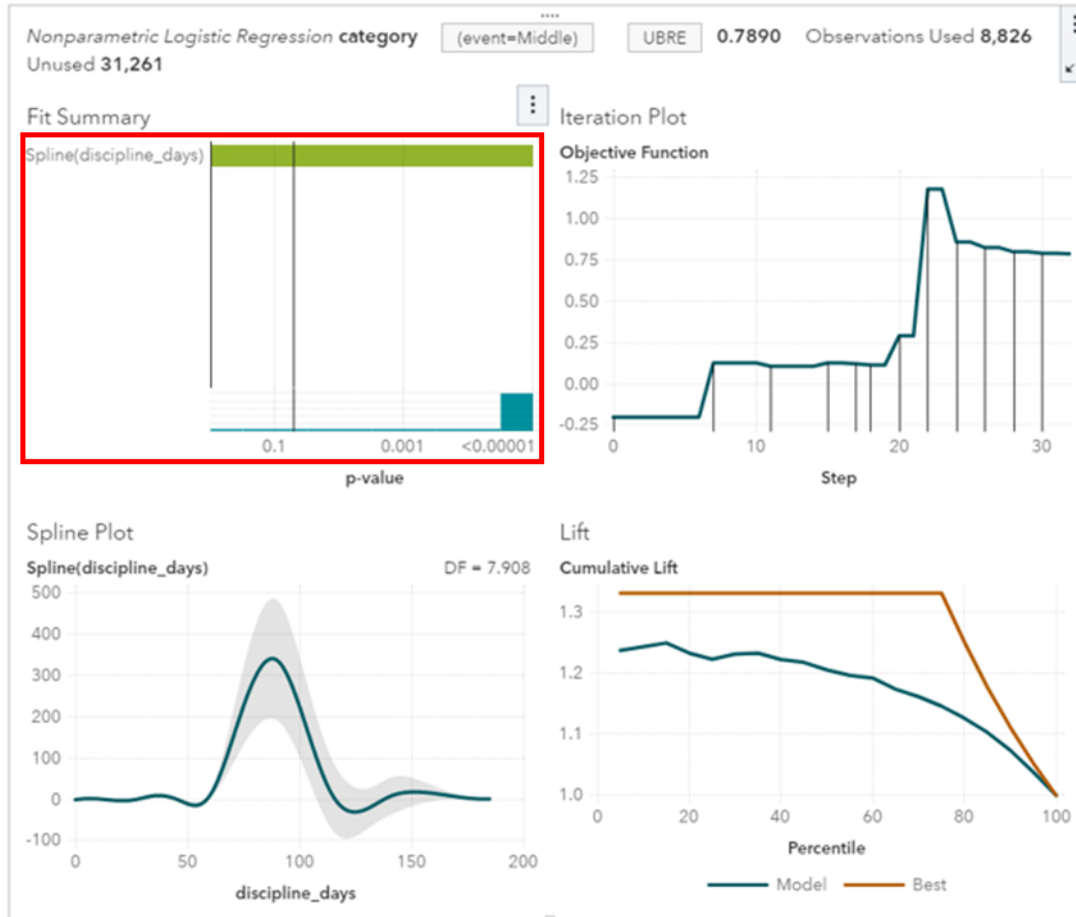 Nonparametric Logistic Regression category (event=Middle) UBRE 0.7890 Observations Used 8,826
Unused 31,261
Fit Summary
Spline(discipline_days)
0.1 0.001 <0.00001
p-value
Iteration Plot
Objective Function
1.25
1.00
0.75
0.50
0.25
0.00
-0.25
0 10 20 30
Step
Spline Plot
Spline(discipline_days) DF = 7.908
500
400
300
200
100
0
-100
0 50 100 150 200
discipline_days
Lift
Cumulative Lift
1.3
1.2
1.1
1.0
0 20 40 60 80 100
Percentile
Model Best